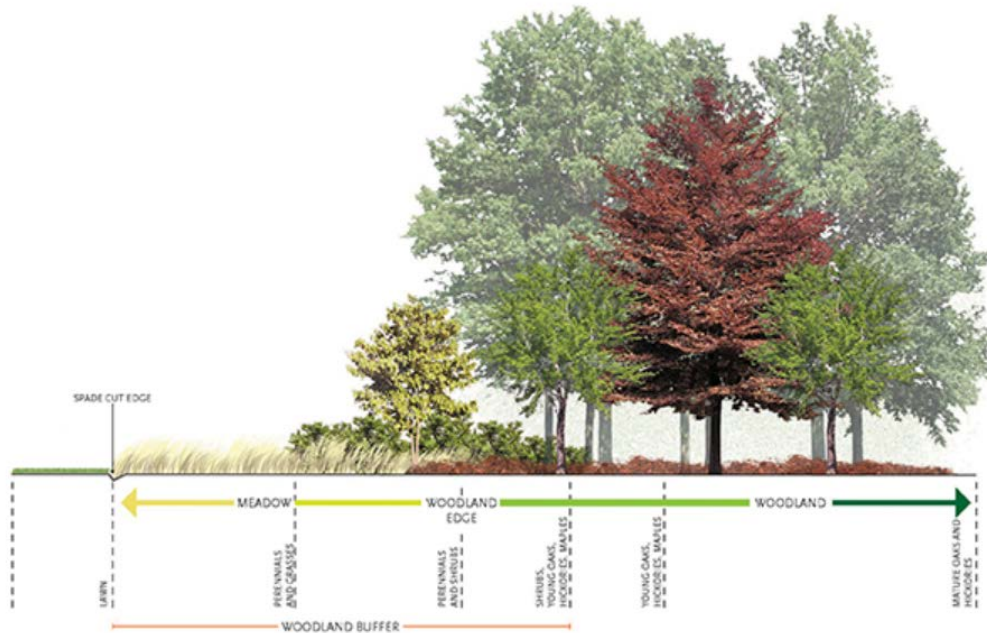 SPADE CUT EDGE
MEADOW
WOODLAND
EDGE
WOODLAND
LAWN
PERENNIALS
AND GRASSES
PERENNIALS
AND SHRUBS
SHRUBS,
YOUNG OAKS,
HICKORIES, MAPLES
YOUNG OAKS,
HICKORIES, MAPLES
MATURE OAKS AND
HICKORIES
WOODLAND BUFFER